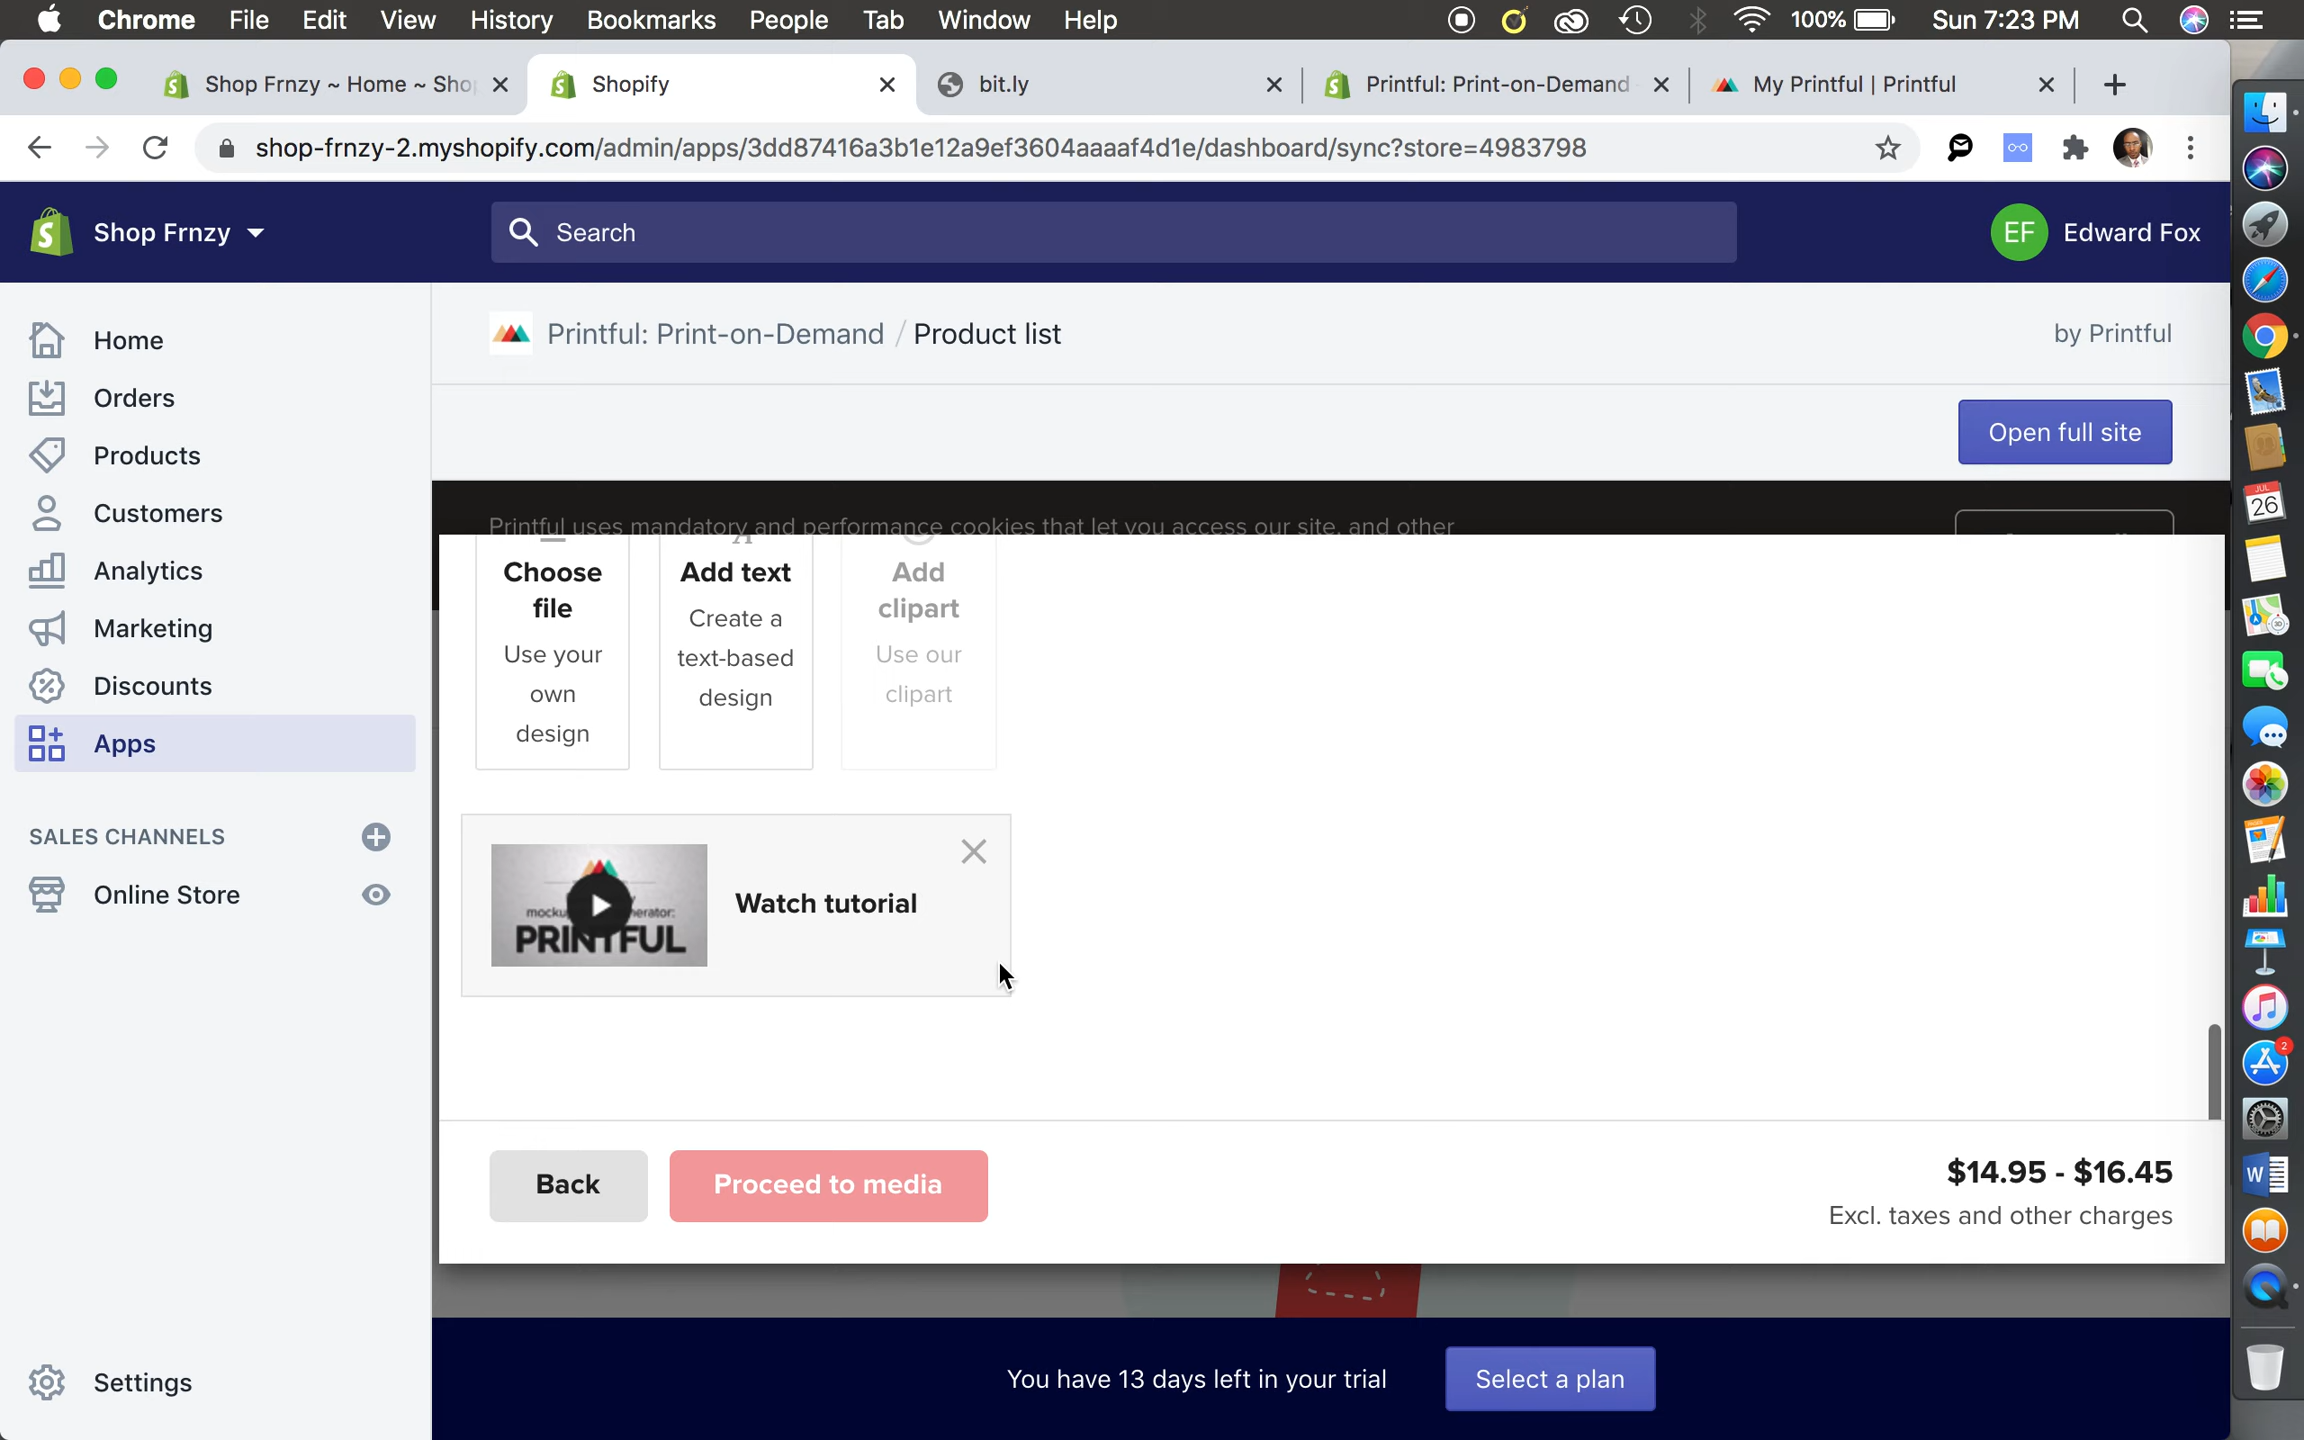 Chrome File Edit View History Bookmarks People Tab Window Help 100% Sun 7:23 PM
Shop Frnzy ~ Home ~ Sho
Shopify
bit.ly
Printful: Print-on-Demand
My Printful | Printful
shop-frnzy-2.myshopify.com/admin/apps/3dd87416a3b1e12a9ef3604aaaaf4d1e/dashboard/sync?store=4983798
Shop Frnzy
Search
EF Edward Fox
Home
Orders
Products
Customers
Analytics
Marketing
Discounts
Apps
SALES CHANNELS
Online Store
Settings
Printful: Print-on-Demand / Product list
by Printful
Open full site
Printful uses mandatory and performance cookies that let you access our site, and other
Choose
file
Use your
own
design
Add text
Create a
text-based
design
Add
clipart
Use our
clipart
PRINTFUL
Watch tutorial
Back
Proceed to media
$14.95 - $16.45
Excl. taxes and other charges
You have 13 days left in your trial
Select a plan
JUL
26
2
W